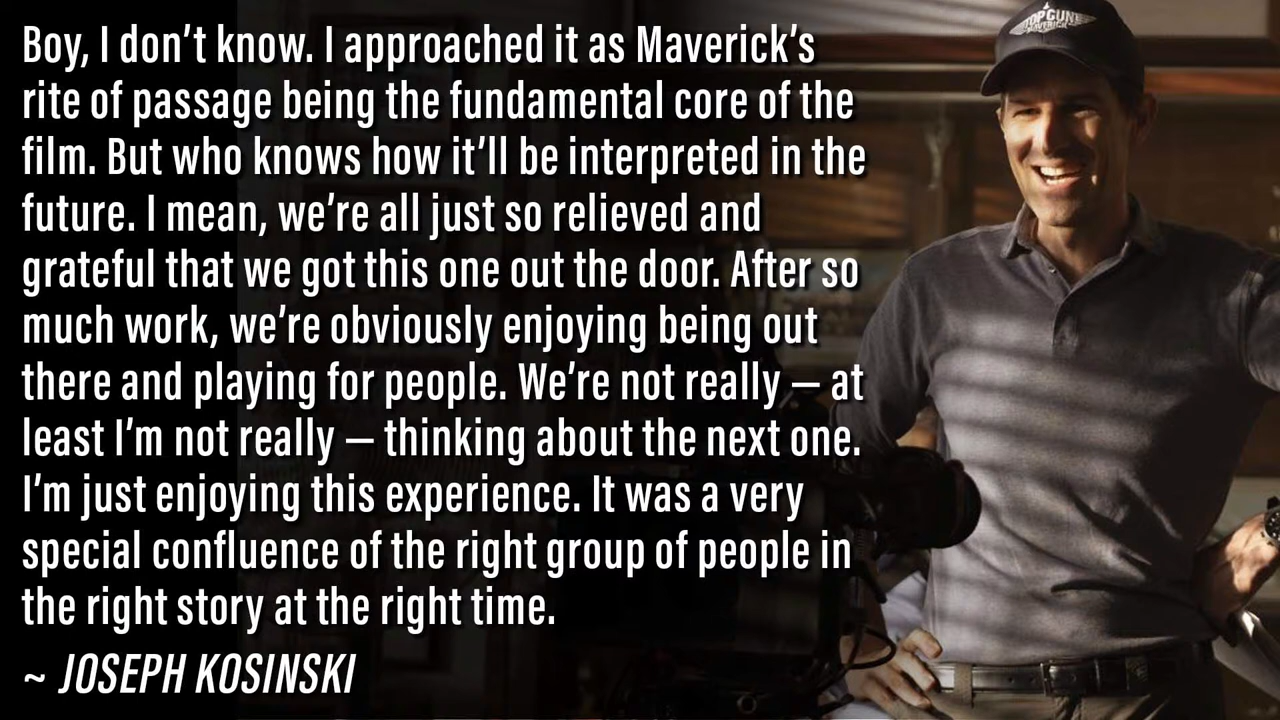 TOP GUN
MAVERICK
Boy, I don’t know. I approached it as Maverick’s
rite of passage being the fundamental core of the
film. But who knows how it’ll be interpreted in the
future. I mean, we’re all just so relieved and
grateful that we got this one out the door. After so
much work, we’re obviously enjoying being out
there and playing for people. We’re not really – at
least I’m not really – thinking about the next one.
I’m just enjoying this experience. It was a very
special confluence of the right group of people in
the right story at the right time.
~ JOSEPH KOSINSKI